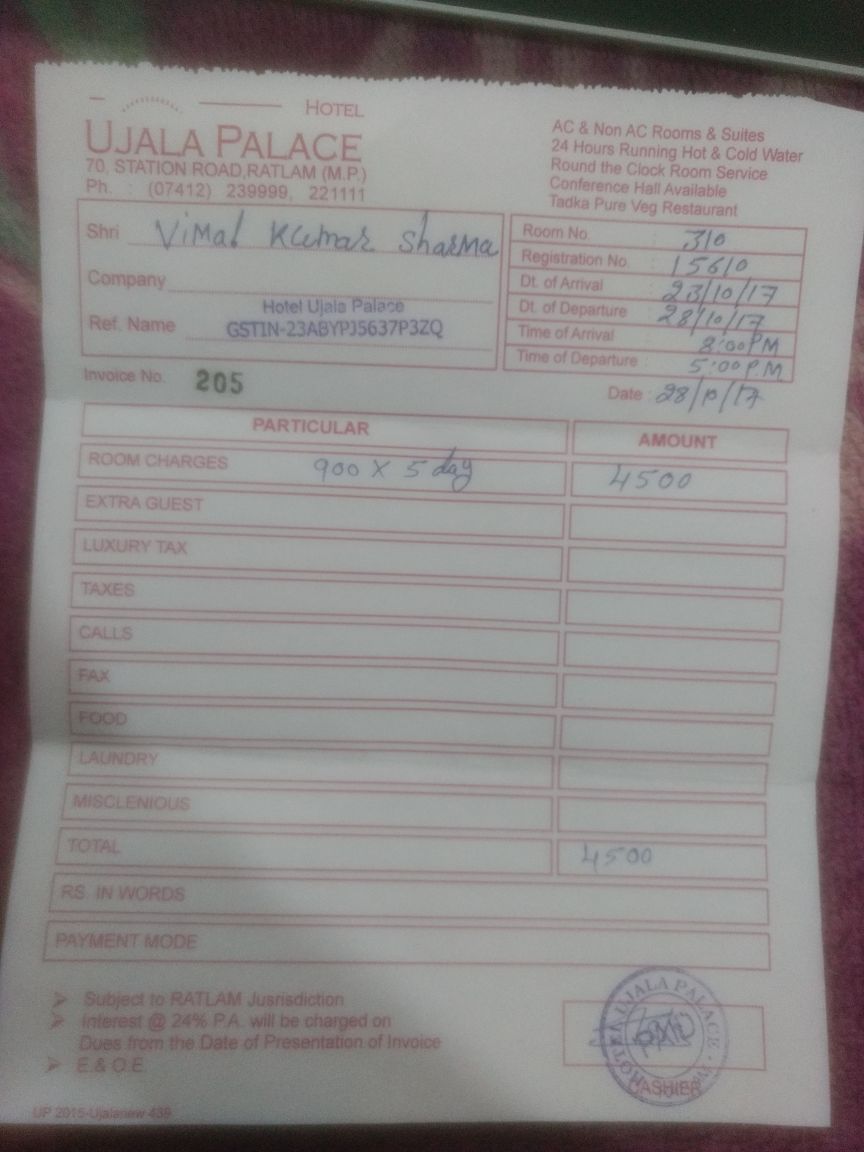 HOTEL
UJALA PALACE
70, STATION ROAD,RATLAM (M.P.)
Ph. : (07412) 239999, 221111
AC & Non AC Rooms & Suites
24 Hours Running Hot & Cold Water
Round the Clock Room Service
Conference Hall Available
Tadka Pure Veg Restaurant
Shri Vimal Kumar Sharma
Company
Hotel Ujala Palace
Ref. Name GSTIN-23ABYPJ5637P3ZQ
Room No. : 310
Registration No. : 15610
Dt. of Arrival : 23/10/17
Dt. of Departure : 28/10/17
Time of Arrival : 8:00 PM
Time of Departure : 5:00 P.M.
Invoice No. 205
Date : 28/10/17
PARTICULAR AMOUNT
ROOM CHARGES 900 X 5 day 4500
EXTRA GUEST
LUXURY TAX
TAXES
CALLS
FAX
FOOD
LAUNDRY
MISCLENIOUS
TOTAL 4500
RS. IN WORDS
PAYMENT MODE
Subject to RATLAM Jusrisdiction
Interest @ 24% P.A. will be charged on
Dues from the Date of Presentation of Invoice
E.& O.E.
HOTEL UJALA PALACE
CASHIER
UP 2015-Ujalanew 439